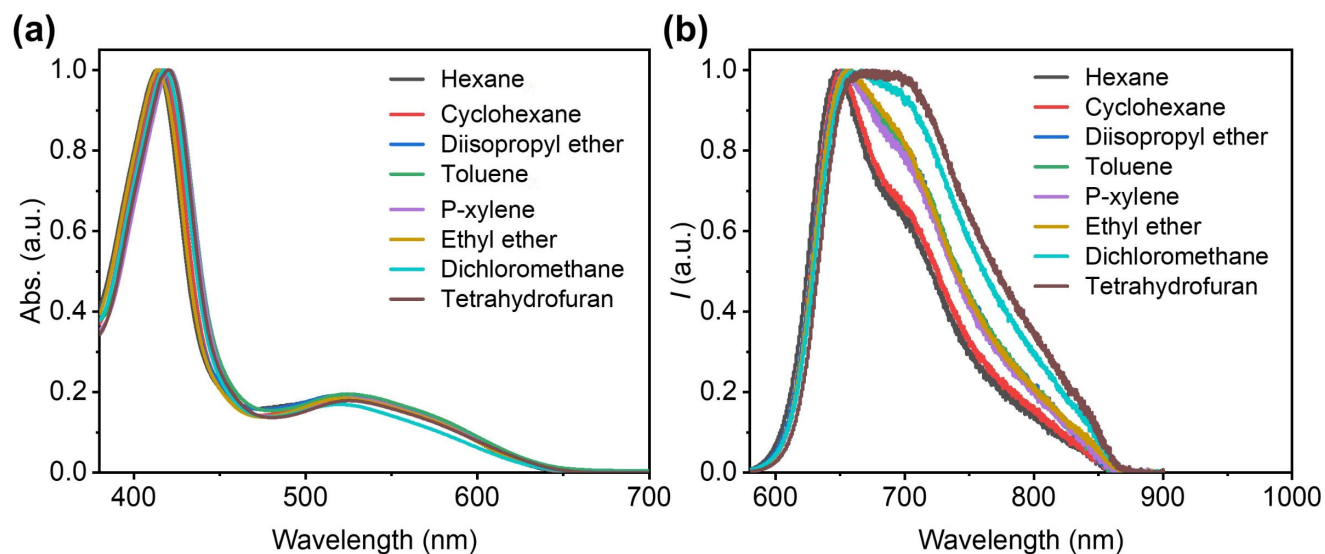 (a)
Abs. (a.u.)
1.0
0.8
0.6
0.4
0.2
0.0
400
500
600
700
Wavelength (nm)
Hexane
Cyclohexane
Diisopropyl ether
Toluene
P-xylene
Ethyl ether
Dichloromethane
Tetrahydrofuran
(b)
I (a.u.)
1.0
0.8
0.6
0.4
0.2
0.0
600
700
800
900
1000
Wavelength (nm)
Hexane
Cyclohexane
Diisopropyl ether
Toluene
P-xylene
Ethyl ether
Dichloromethane
Tetrahydrofuran